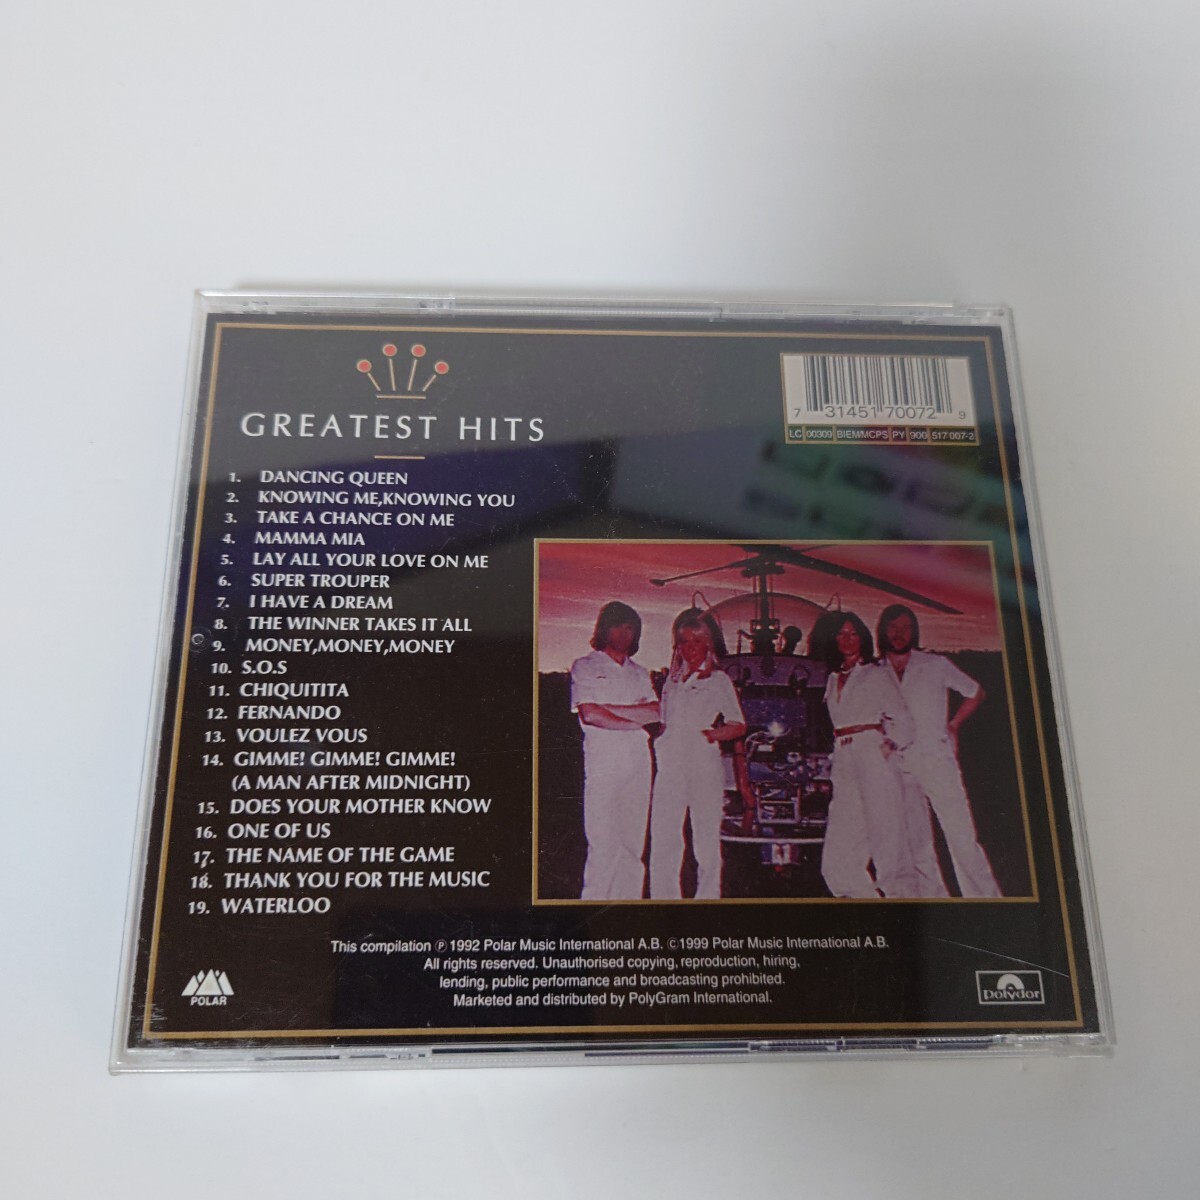 GREATEST HITS
1. DANCING QUEEN
2. KNOWING ME,KNOWING YOU
3. TAKE A CHANCE ON ME
4. MAMMA MIA
5. LAY ALL YOUR LOVE ON ME
6. SUPER TROUPER
7. I HAVE A DREAM
8. THE WINNER TAKES IT ALL
9. MONEY,MONEY,MONEY
10. S.O.S
11. CHIQUITITA
12. FERNANDO
13. VOULEZ VOUS
14. GIMME! GIMME! GIMME!
(A MAN AFTER MIDNIGHT)
15. DOES YOUR MOTHER KNOW
16. ONE OF US
17. THE NAME OF THE GAME
18. THANK YOU FOR THE MUSIC
19. WATERLOO
7 31451 70072 9
LC 00309 BIEM/MCPS PY 900 517 007-2
This compilation ℗ 1992 Polar Music International A.B. ©1999 Polar Music International A.B.
All rights reserved. Unauthorised copying, reproduction, hiring,
lending, public performance and broadcasting prohibited.
Marketed and distributed by PolyGram International.
POLAR
Polydor